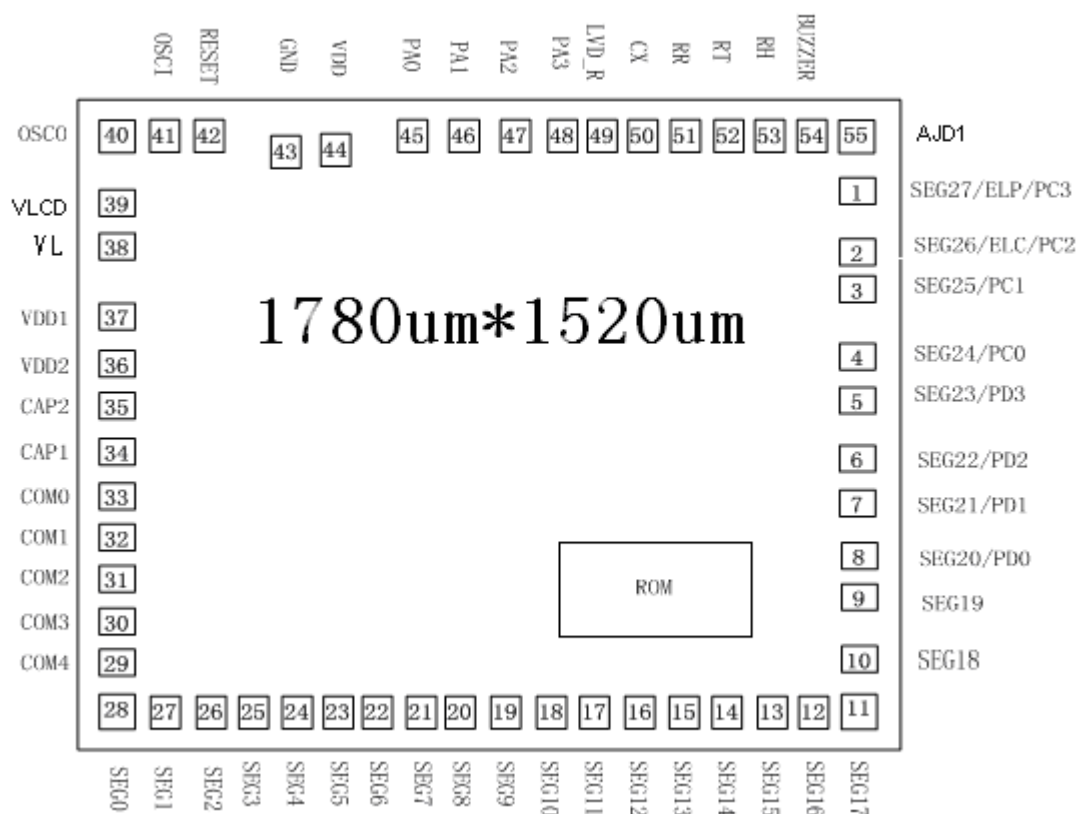 OSCI RESET GND VDD PA0 PA1 PA2 PA3 LVD_R CX RR RT RH BUZZER
OSCO 40 41 42 43 44 45 46 47 48 49 50 51 52 53 54 55 AJD1
VLCD 39 1 SEG27/ELP/PC3
VL 38 2 SEG26/ELC/PC2
3 SEG25/PC1
VDD1 37 1780um*1520um
VDD2 36 4 SEG24/PC0
CAP2 35 5 SEG23/PD3
CAP1 34 6 SEG22/PD2
COM0 33 7 SEG21/PD1
COM1 32 8 SEG20/PD0
COM2 31 ROM 9 SEG19
COM3 30
COM4 29 10 SEG18
28 27 26 25 24 23 22 21 20 19 18 17 16 15 14 13 12 11
SEG0 SEG1 SEG2 SEG3 SEG4 SEG5 SEG6 SEG7 SEG8 SEG9 SEG10 SEG11 SEG12 SEG13 SEG14 SEG15 SEG16 SEG17